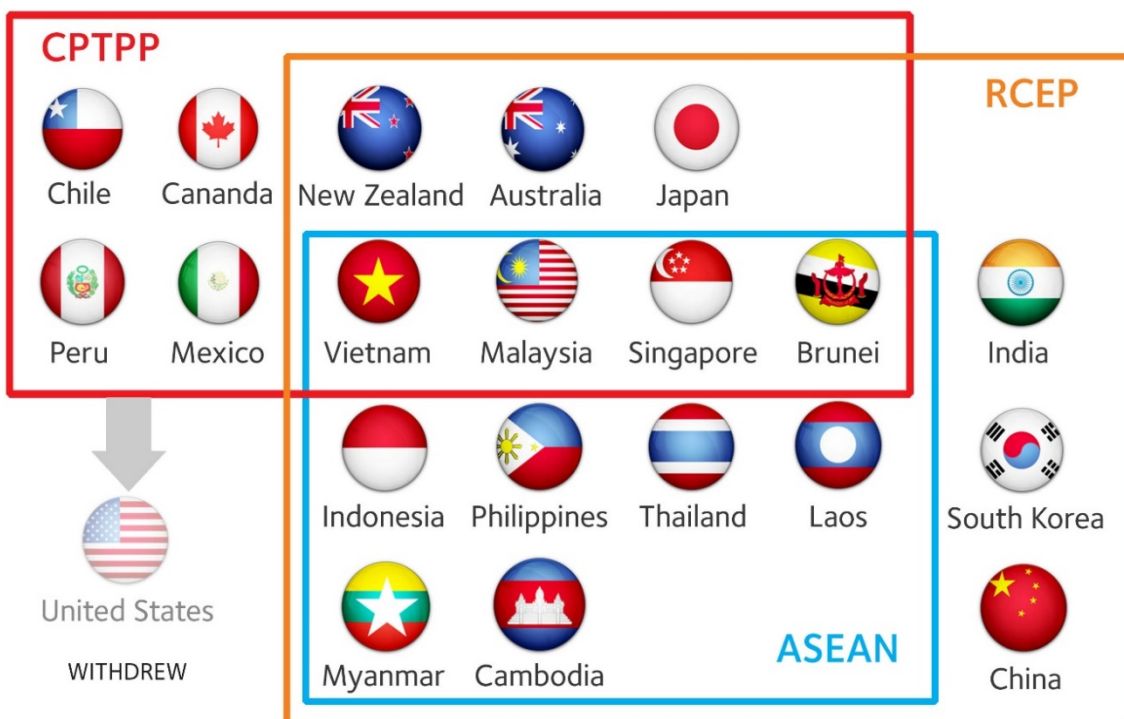 CPTPP
RCEP
Chile Cananda New Zealand Australia Japan
Peru Mexico Vietnam Malaysia Singapore Brunei India
Indonesia Philippines Thailand Laos South Korea
United States
WITHDREW
Myanmar Cambodia ASEAN China